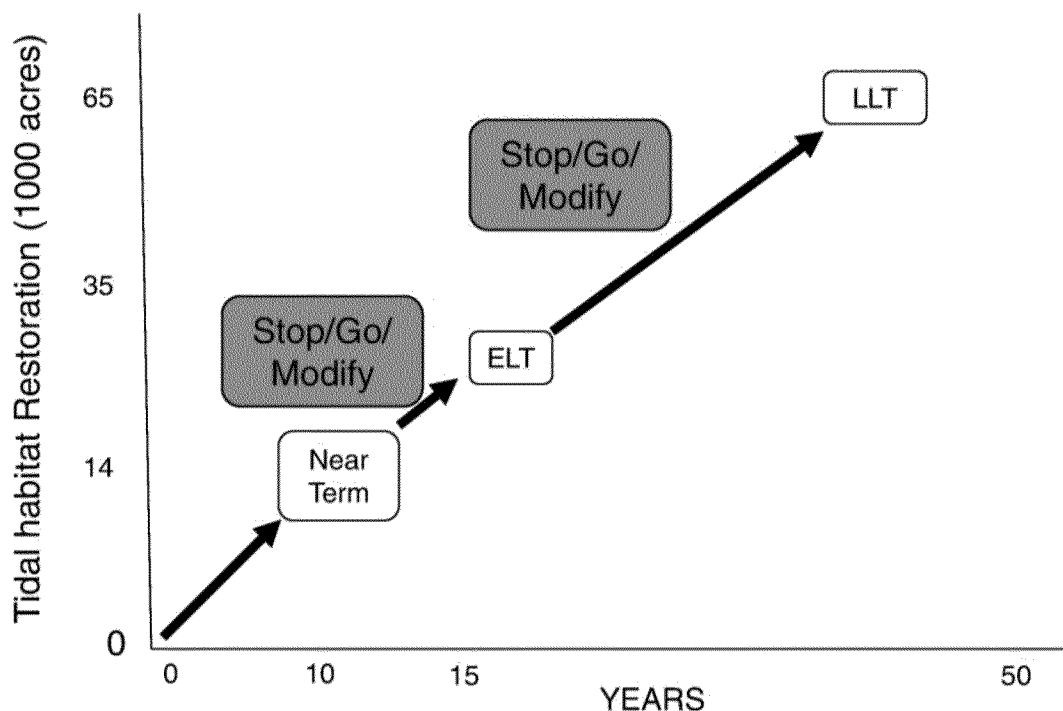 Tidal habitat Restoration (1000 acres)
65
35
14
0
LLT
Stop/Go/
Modify
Stop/Go/
Modify
ELT
Near
Term
0
10
15
50
YEARS